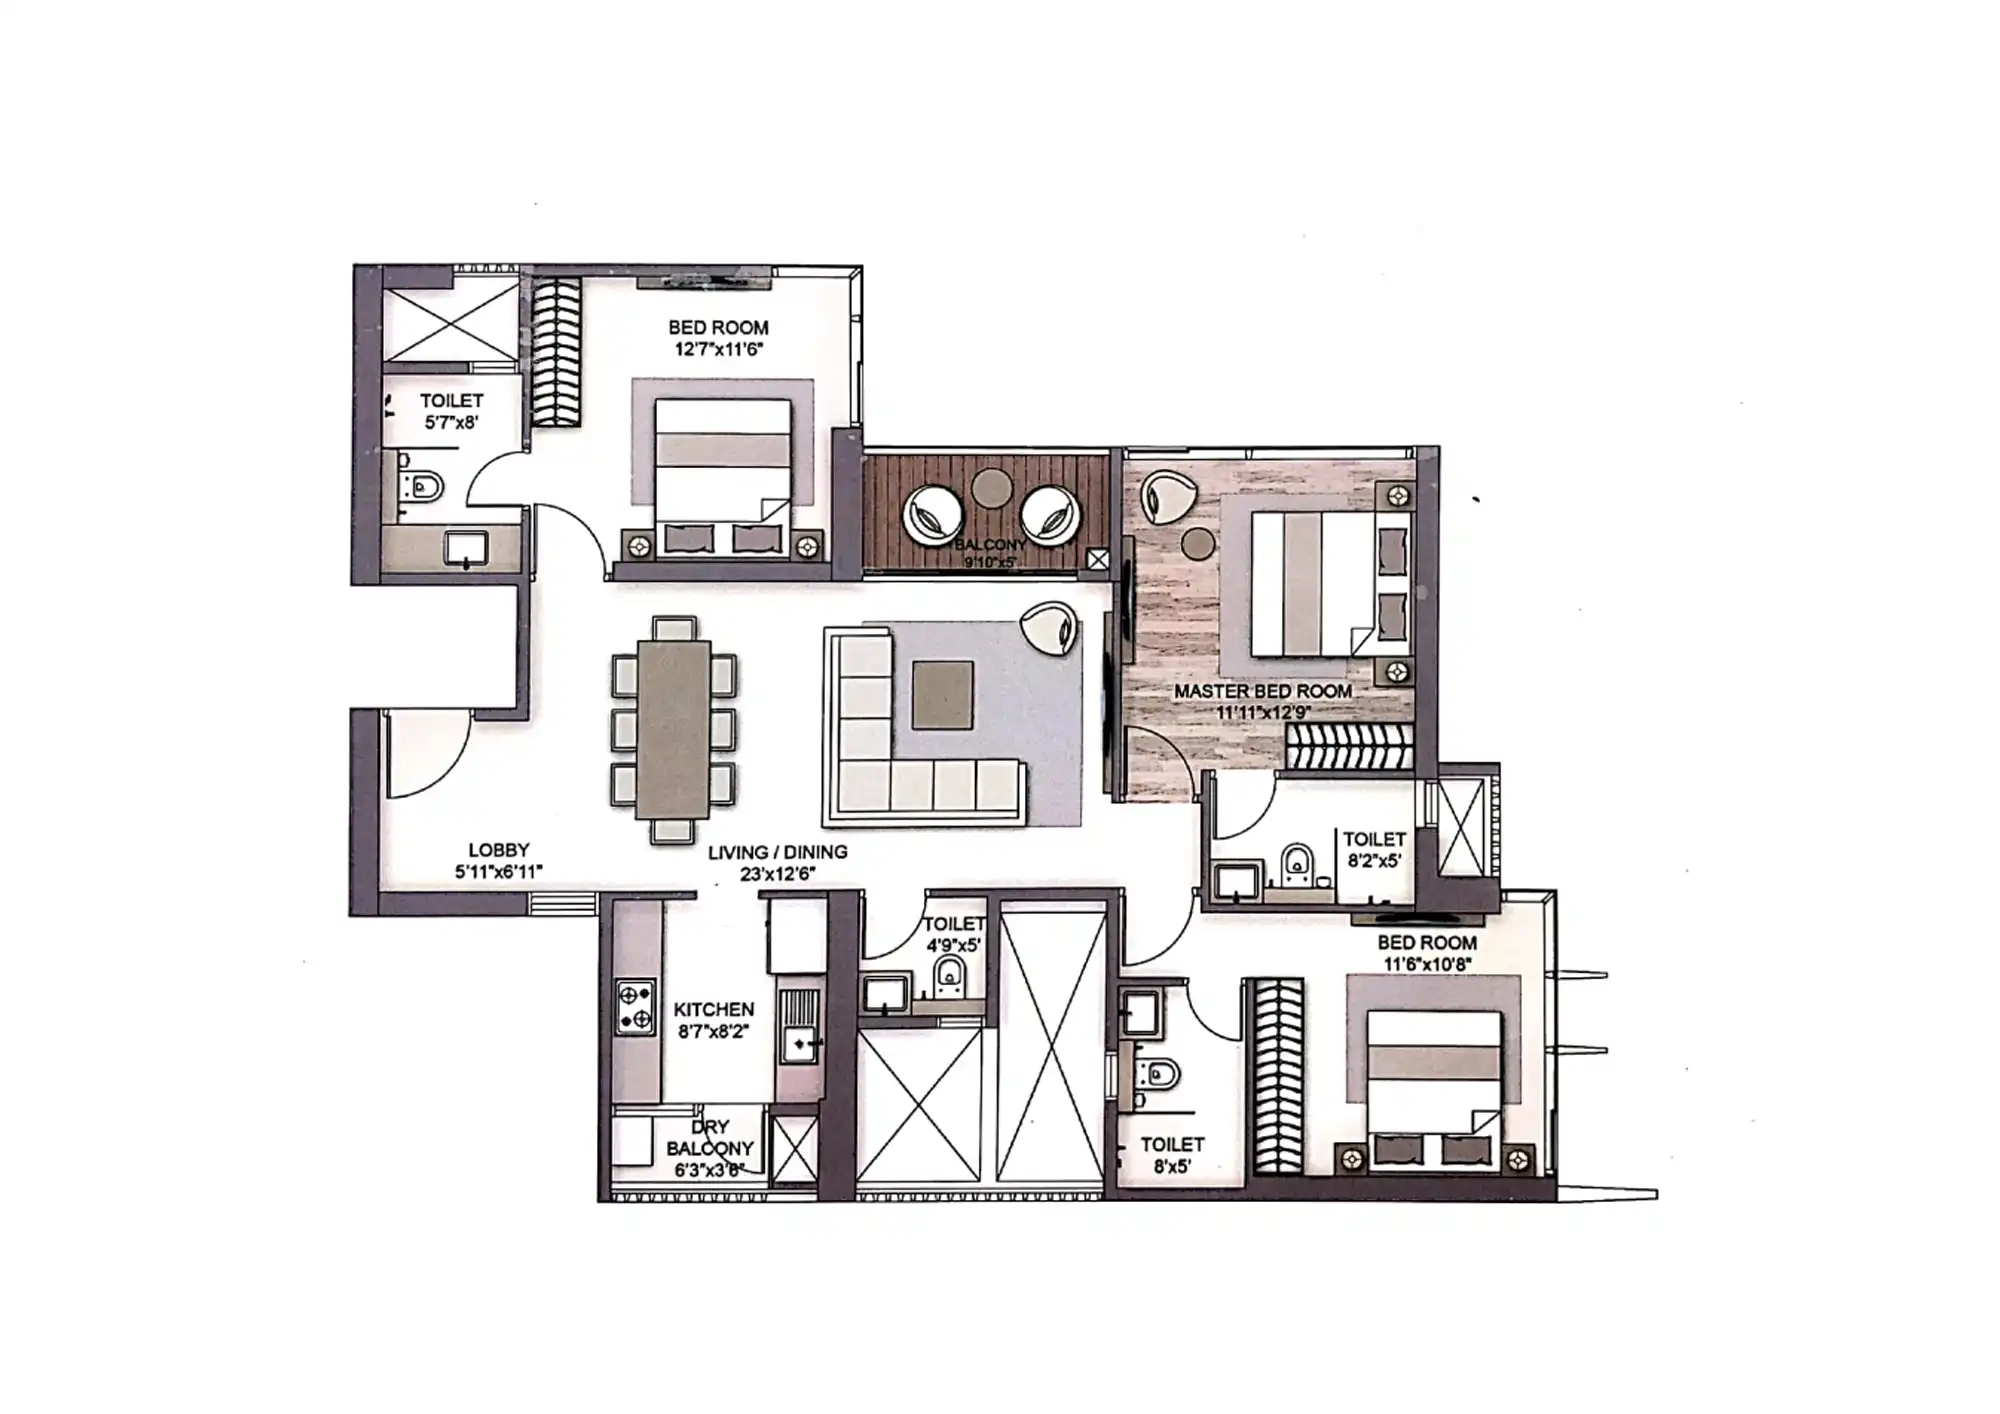 BED ROOM
12'7"x11'6"
TOILET
5'7"x8'
BALCONY
9'10"x5'
MASTER BED ROOM
11'11"x12'9"
LOBBY
5'11"x6'11"
LIVING / DINING
23'x12'6"
TOILET
8'2"x5'
TOILET
4'9"x5'
BED ROOM
11'6"x10'8"
KITCHEN
8'7"x8'2"
DRY
BALCONY
6'3"x3'6"
TOILET
8'x5'